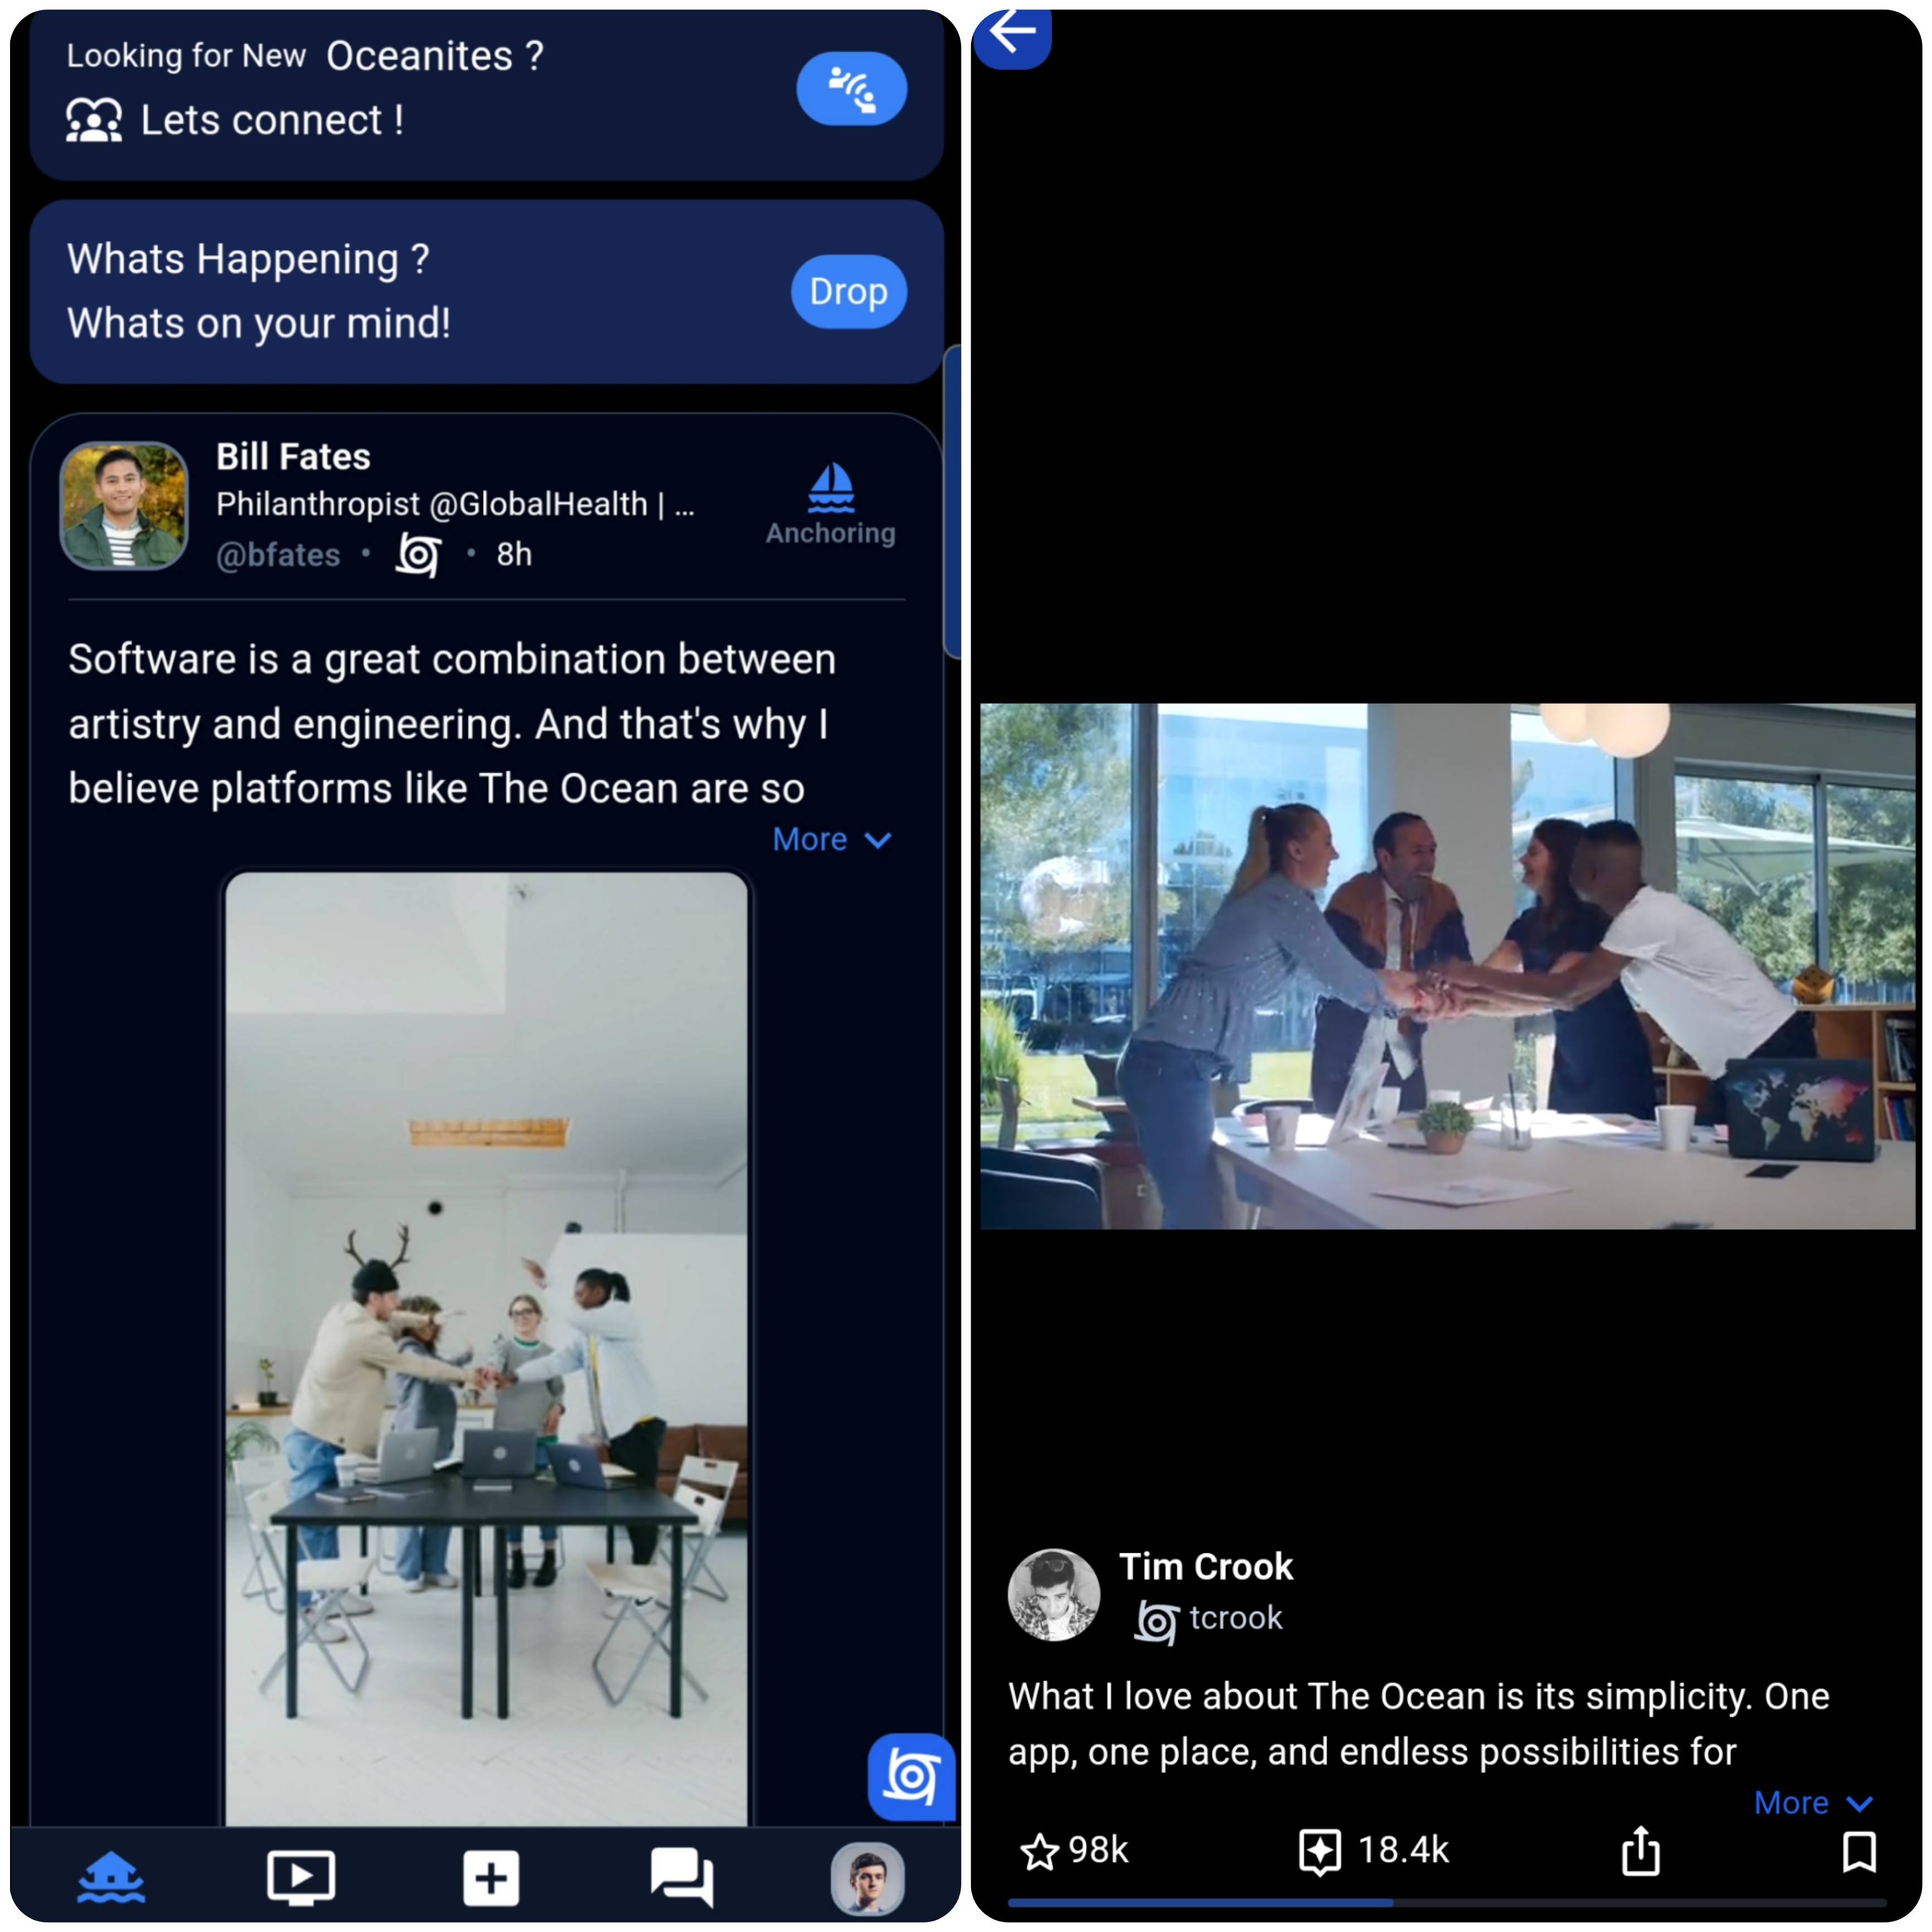 Looking for New Oceanites ?
Lets connect !
Whats Happening ?
Whats on your mind!
Drop
Bill Fates
Philanthropist @GlobalHealth | ...
@bfates • • 8h
Anchoring
Software is a great combination between
artistry and engineering. And that's why I
believe platforms like The Ocean are so
More
Tim Crook
tcrook
What I love about The Ocean is its simplicity. One
app, one place, and endless possibilities for
More
98k
18.4k